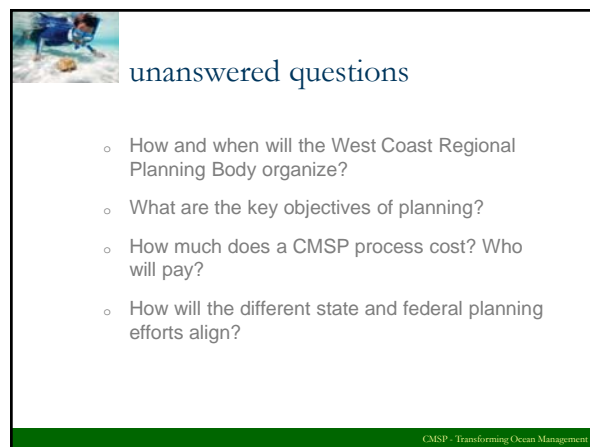 unanswered questions
o How and when will the West Coast Regional
Planning Body organize?
o What are the key objectives of planning?
o How much does a CMSP process cost? Who
will pay?
o How will the different state and federal planning
efforts align?
CMSP - Transforming Ocean Management